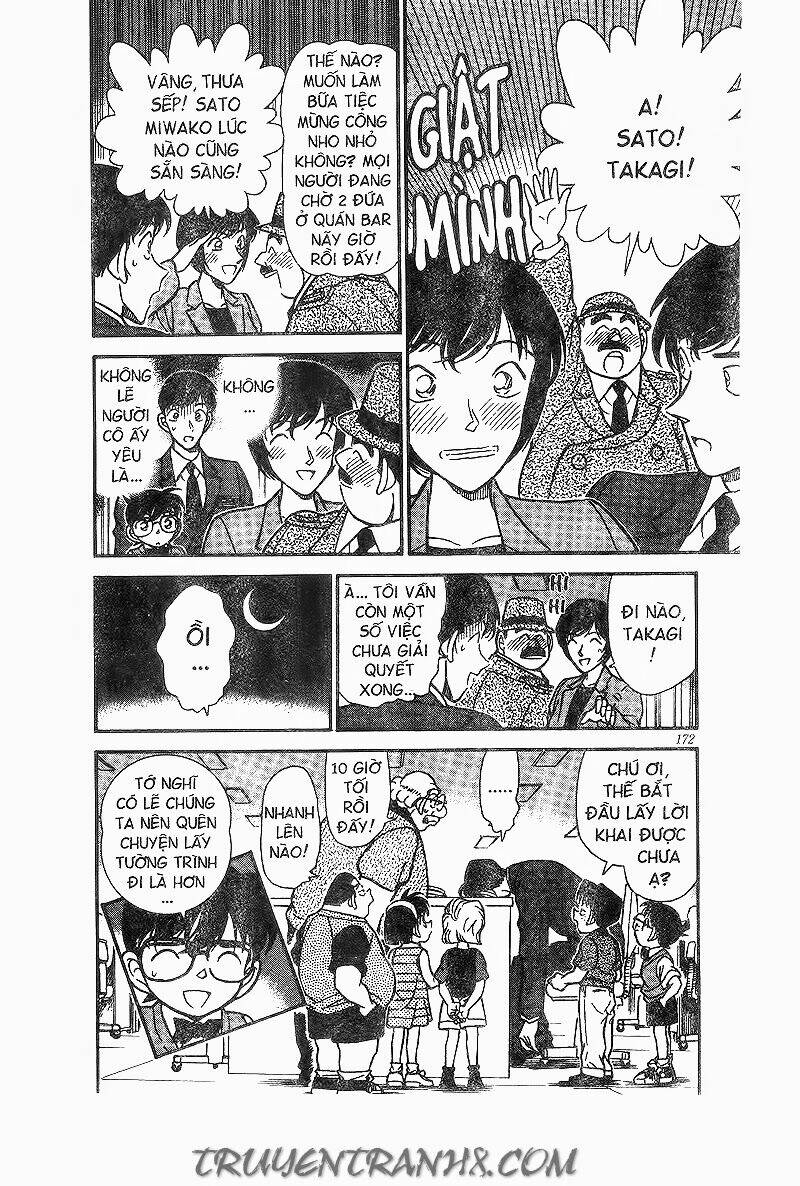 A!
SATO!
TAKAGI!
GIẬT
MÌNH
THẾ NÀO?
MUỐN LÀM
BỮA TIỆC
MỪNG CÔNG
NHO NHỎ
KHÔNG? MỌI
NGƯỜI ĐANG
CHỜ 2 ĐỨA
Ở QUÁN BAR
NẤY GIỜ
RỒI ĐẤY!
VÂNG, THƯA
SẾP! SATO
MIWAKO LÚC
NÀO CŨNG
SẮN SÀNG!
KHÔNG
...
KHÔNG
LẼ
NGƯỜI
CÔ ẤY
YÊU
LÀ...
ĐI NÀO,
TAKAGI
!
HÌ
HI
À... TÔI VẤN
CÒN MỘT
SỐ VIỆC
CHƯA GIẢI
QUYẾT
XONG...
ỒI
...
172
CHÚ ƠI,
THẾ BẮT
ĐẦU LẤY LỜI
KHAI ĐƯỢC
CHƯA
Ạ?
.....
10 GIỜ
TỐI
RỒI
ĐẤY!
NHANH
LÊN
NÀO!
TỚ NGHĨ
CÓ LẼ CHÚNG
TA NÊN QUÊN
CHUYỆN LẤY
TƯỜNG TRÌNH
ĐI LÀ HƠN
...
TRUYENTRANH8.COM